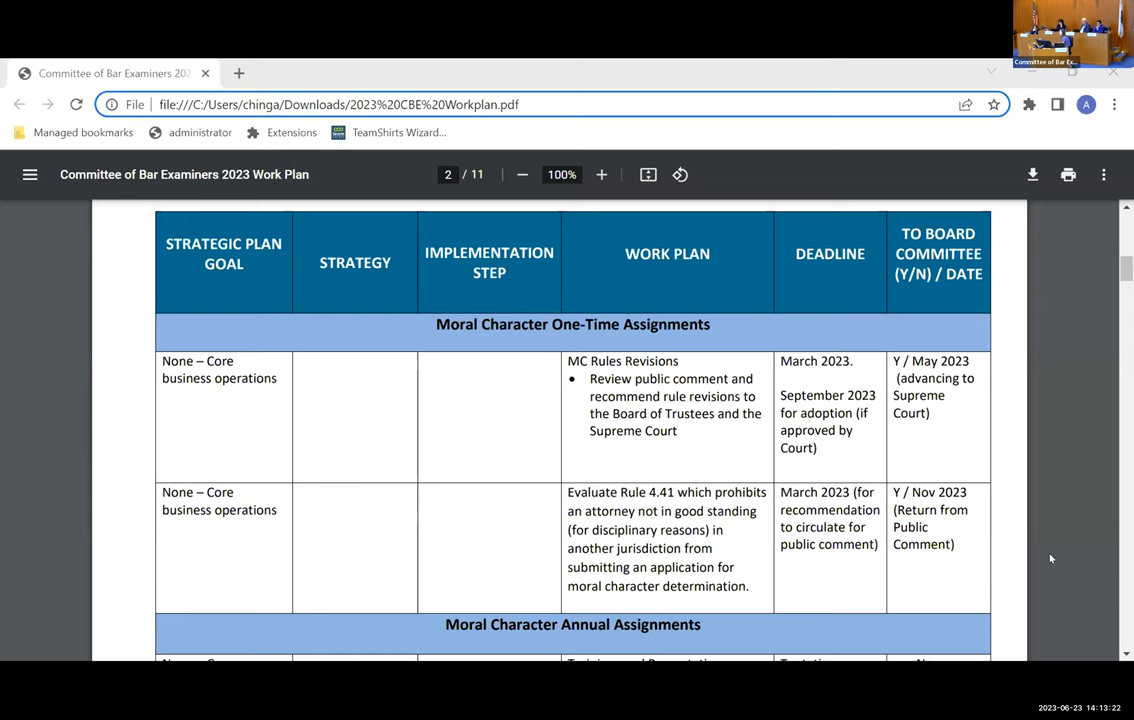 Committee of Bar Ex...
Committee of Bar Examiners 202
File
file:///C:/Users/chinga/Downloads/2023%20CBE%20Workplan.pdf
A
Managed bookmarks
administrator
Extensions
TeamShirts Wizard...
Committee of Bar Examiners 2023 Work Plan
2 / 11
100%
STRATEGIC PLAN
GOAL
STRATEGY
IMPLEMENTATION
STEP
WORK PLAN
DEADLINE
TO BOARD
COMMITTEE
(Y/N) / DATE
Moral Character One-Time Assignments
None – Core
business operations
MC Rules Revisions
• Review public comment and
recommend rule revisions to
the Board of Trustees and the
Supreme Court
March 2023.
September 2023
for adoption (if
approved by
Court)
Y / May 2023
(advancing to
Supreme
Court)
None – Core
business operations
Evaluate Rule 4.41 which prohibits
an attorney not in good standing
(for disciplinary reasons) in
another jurisdiction from
submitting an application for
moral character determination.
March 2023 (for
recommendation
to circulate for
public comment)
Y / Nov 2023
(Return from
Public
Comment)
Moral Character Annual Assignments
2023-06-23 14:13:22